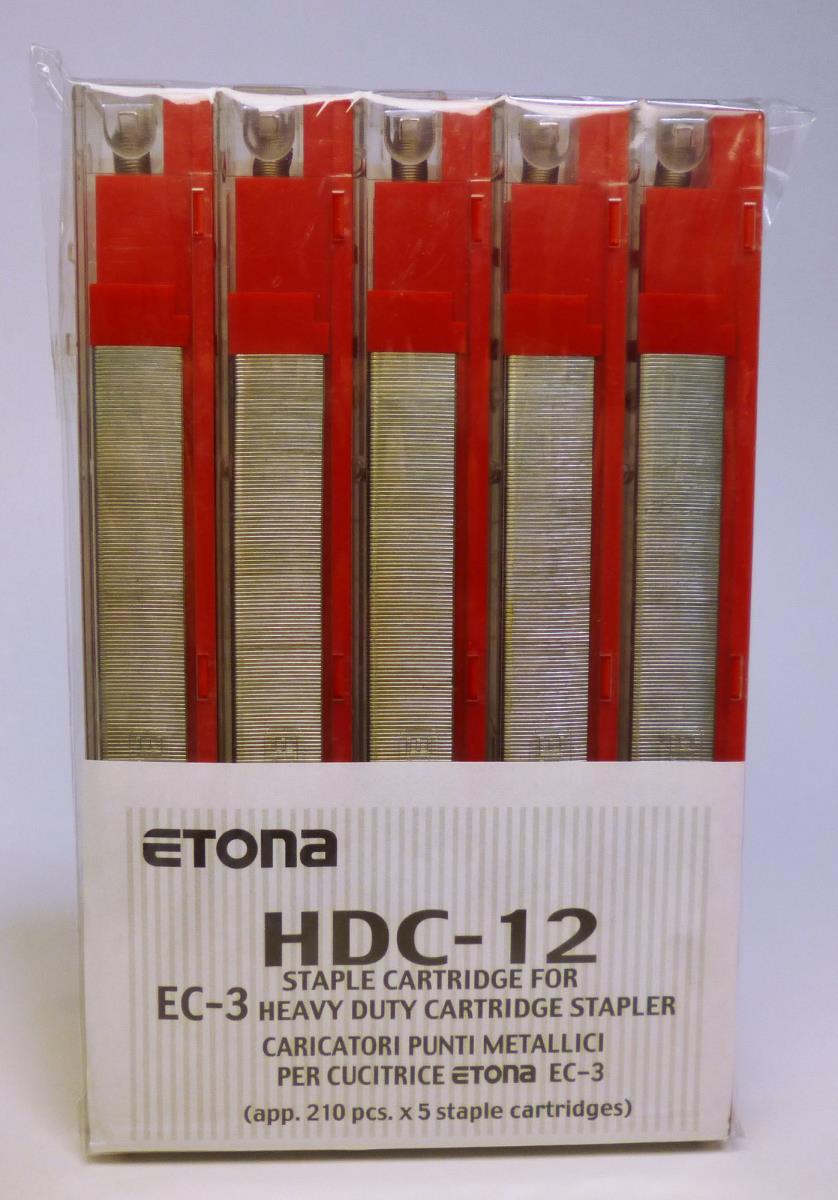 ETONA
HDC-12
STAPLE CARTRIDGE FOR
EC-3 HEAVY DUTY CARTRIDGE STAPLER
CARICATORI PUNTI METALLICI
PER CUCITRICE ETONA EC-3
(app. 210 pcs. x 5 staple cartridges)